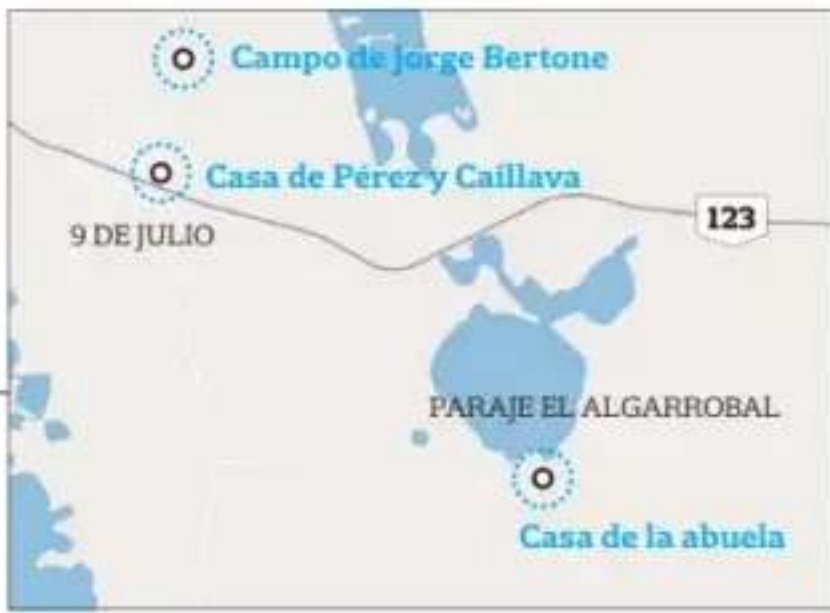 Campo de Jorge Bertone
Casa de Pérez y Caillava
123
9 DE JULIO
PARAJE EL ALGARROBAL
Casa de la abuela